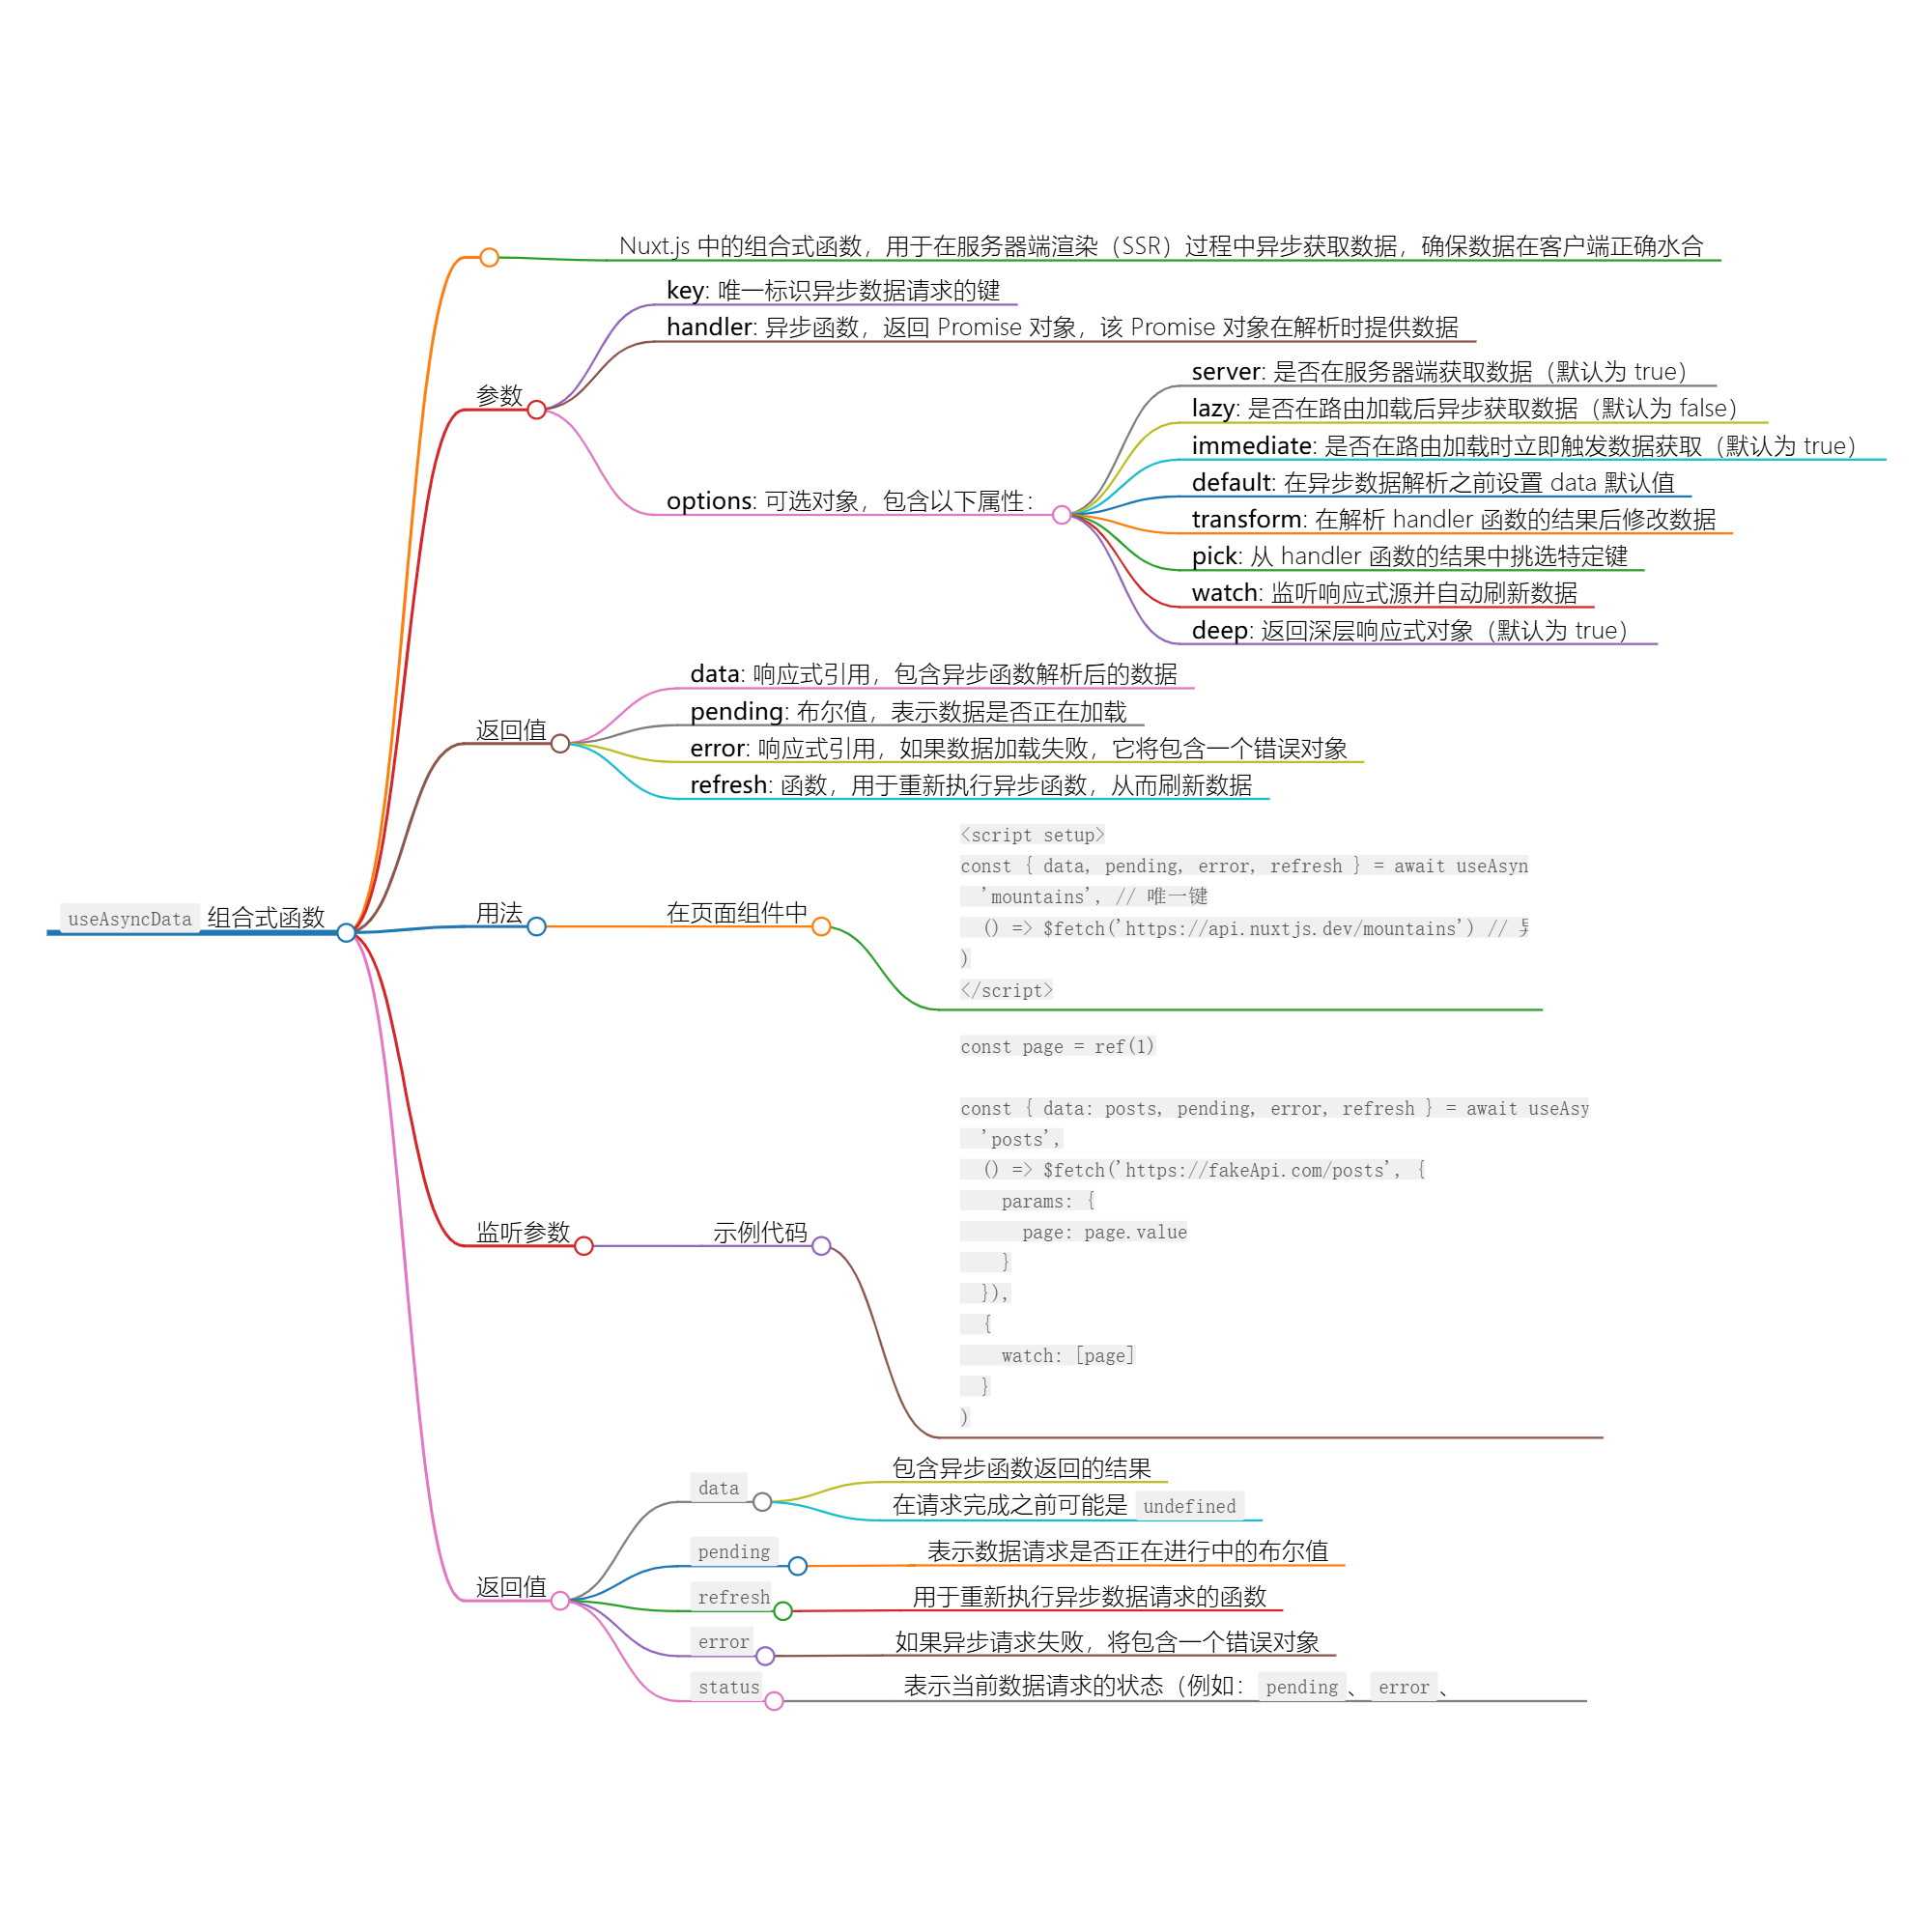 Nuxt.js 中的组合式函数，用于在服务器端渲染（SSR）过程中异步获取数据，确保数据在客户端正确水合
参数
key: 唯一标识异步数据请求的键
handler: 异步函数，返回 Promise 对象，该 Promise 对象在解析时提供数据
options: 可选对象，包含以下属性：
server: 是否在服务器端获取数据（默认为 true）
lazy: 是否在路由加载后异步获取数据（默认为 false）
immediate: 是否在路由加载时立即触发数据获取（默认为 true）
default: 在异步数据解析之前设置 data 默认值
transform: 在解析 handler 函数的结果后修改数据
pick: 从 handler 函数的结果中挑选特定键
watch: 监听响应式源并自动刷新数据
deep: 返回深层响应式对象（默认为 true）
返回值
data: 响应式引用，包含异步函数解析后的数据
pending: 布尔值，表示数据是否正在加载
error: 响应式引用，如果数据加载失败，它将包含一个错误对象
refresh: 函数，用于重新执行异步函数，从而刷新数据
useAsyncData 组合式函数
用法
在页面组件中
<script setup>
const { data, pending, error, refresh } = await useAsyn
'mountains', // 唯一键
() => $fetch('https://api.nuxtjs.dev/mountains') //
)
</script>
监听参数
示例代码
const page = ref(1)
const { data: posts, pending, error, refresh } = await useAsy
'posts',
() => $fetch('https://fakeApi.com/posts', {
params: {
page: page.value
}
}),
{
watch: [page]
}
)
返回值
data
包含异步函数返回的结果
在请求完成之前可能是 undefined
pending
表示数据请求是否正在进行中的布尔值
refresh
用于重新执行异步数据请求的函数
error
如果异步请求失败，将包含一个错误对象
status
表示当前数据请求的状态（例如：pending、error、